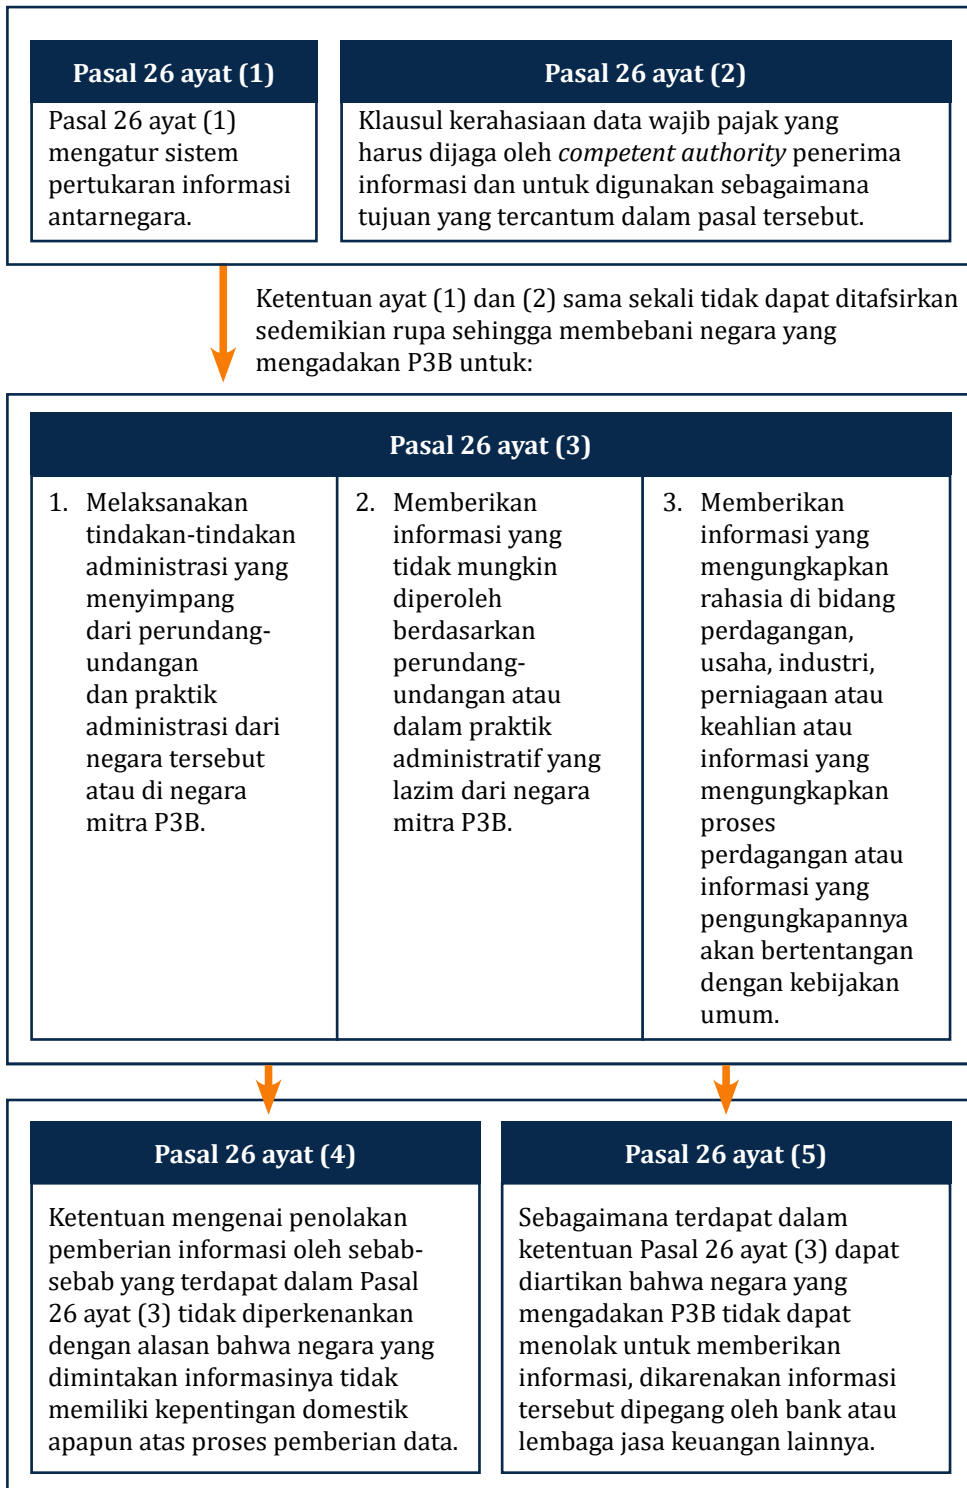 Pasal 26 ayat (1)
Pasal 26 ayat (1)
mengatur sistem
pertukaran informasi
antarnegara.
Pasal 26 ayat (2)
Klausul kerahasiaan data wajib pajak yang
harus dijaga oleh competent authority penerima
informasi dan untuk digunakan sebagaimana
tujuan yang tercantum dalam pasal tersebut.
Ketentuan ayat (1) dan (2) sama sekali tidak dapat ditafsirkan
sedemikian rupa sehingga membebani negara yang
mengadakan P3B untuk:
Pasal 26 ayat (3)
1. Melaksanakan
tindakan-tindakan
administrasi yang
menyimpang
dari perundang-
undangan
dan praktik
administrasi dari
negara tersebut
atau di negara
mitra P3B.
2. Memberikan
informasi yang
tidak mungkin
diperoleh
berdasarkan
perundang-
undangan atau
dalam praktik
administratif yang
lazim dari negara
mitra P3B.
3. Memberikan
informasi yang
mengungkapkan
rahasia di bidang
perdagangan,
usaha, industri,
perniagaan atau
keahlian atau
informasi yang
mengungkapkan
proses
perdagangan atau
informasi yang
pengungkapannya
akan bertentangan
dengan kebijakan
umum.
Pasal 26 ayat (4)
Ketentuan mengenai penolakan
pemberian informasi oleh sebab-
sebab yang terdapat dalam Pasal
26 ayat (3) tidak diperkenankan
dengan alasan bahwa negara yang
dimintakan informasinya tidak
memiliki kepentingan domestik
apapun atas proses pemberian data.
Pasal 26 ayat (5)
Sebagaimana terdapat dalam
ketentuan Pasal 26 ayat (3) dapat
diartikan bahwa negara yang
mengadakan P3B tidak dapat
menolak untuk memberikan
informasi, dikarenakan informasi
tersebut dipegang oleh bank atau
lembaga jasa keuangan lainnya.